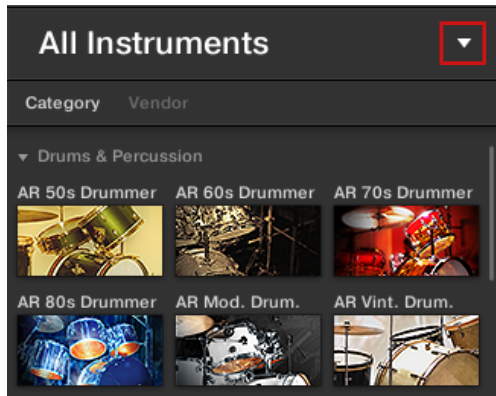 All Instruments
Category Vendor
Drums & Percussion
AR 50s Drummer AR 60s Drummer AR 70s Drummer
AR 80s Drummer AR Mod. Drum. AR Vint. Drum.